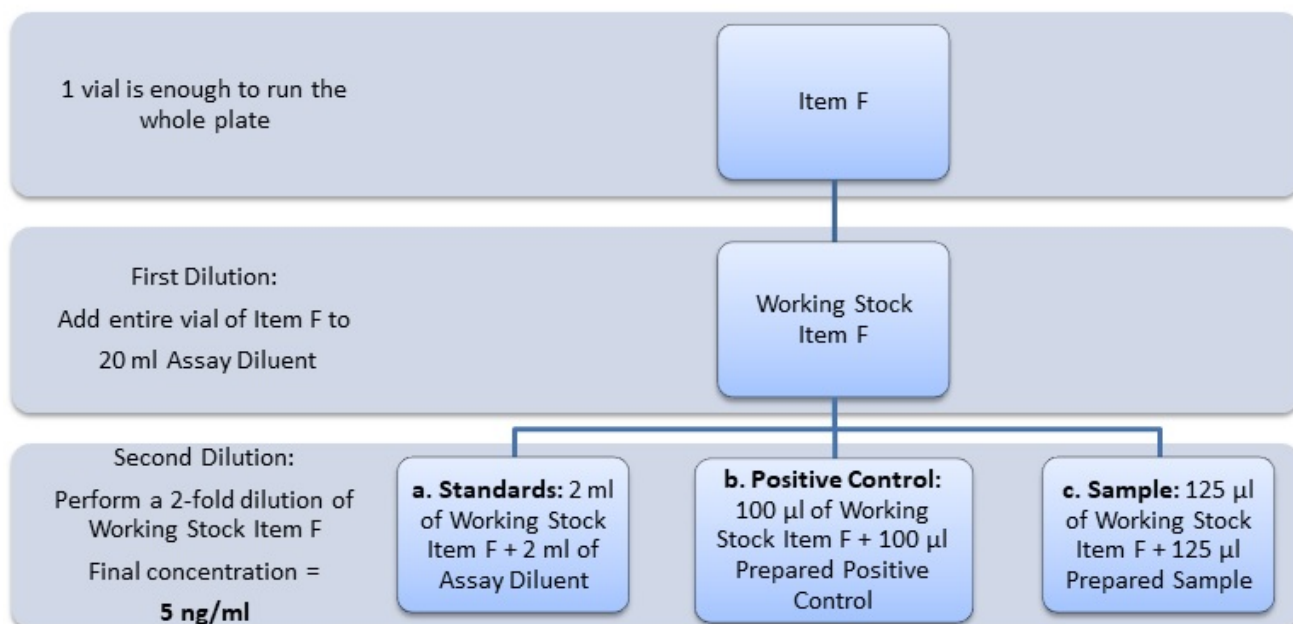 1 vial is enough to run the
whole plate
Item F
First Dilution:
Add entire vial of Item F to
20 ml Assay Diluent
Working Stock
Item F
Second Dilution:
Perform a 2-fold dilution of
Working Stock Item F
Final concentration =
5 ng/ml
a. Standards: 2 ml
of Working Stock
Item F + 2 ml of
Assay Diluent
b. Positive Control:
100 µl of Working
Stock Item F + 100 µl
Prepared Positive
Control
c. Sample: 125 µl
of Working Stock
Item F + 125 µl
Prepared Sample